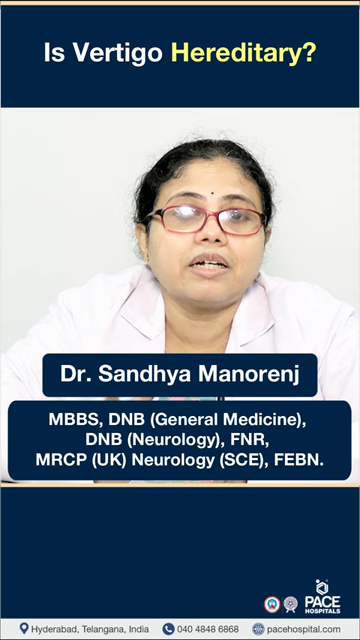 Is Vertigo Hereditary?
Dr. Sandhya Manorenj
MBBS, DNB (General Medicine),
DNB (Neurology), FNR,
MRCP (UK) Neurology (SCE), FEBN.
PACE
HOSPITALS
Hyderabad, Telangana, India 040 4848 6868 pacehospital.com